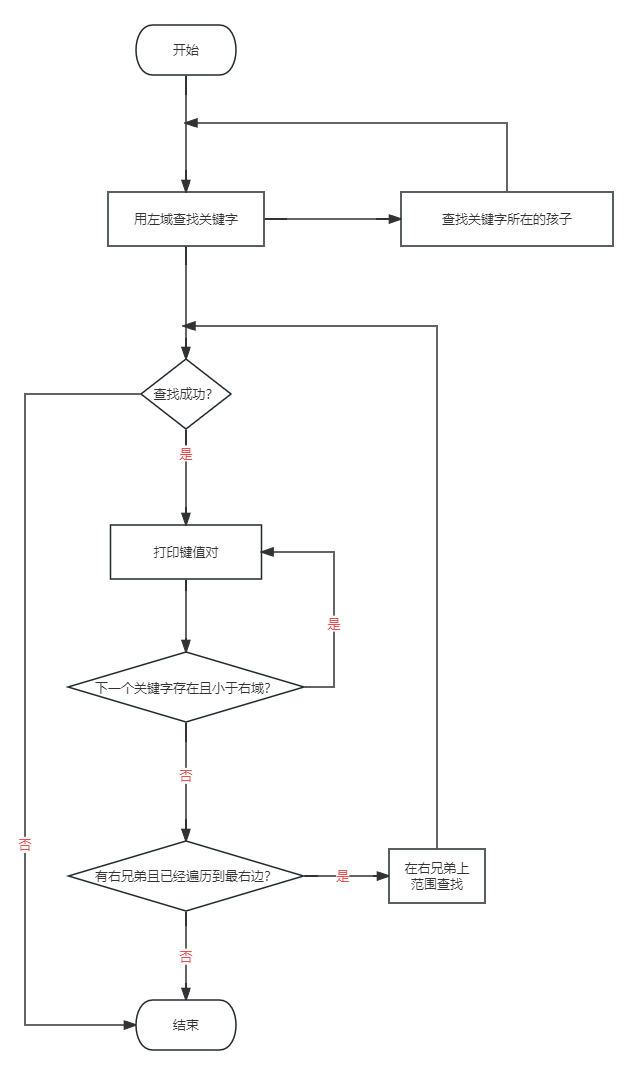 开始
用左域查找关键字
查找关键字所在的孩子
查找成功?
是
打印键值对
是
下一个关键字存在且小于右域?
否
否
有右兄弟且已经遍历到最右边?
是
在右兄弟上
范围查找
否
结束